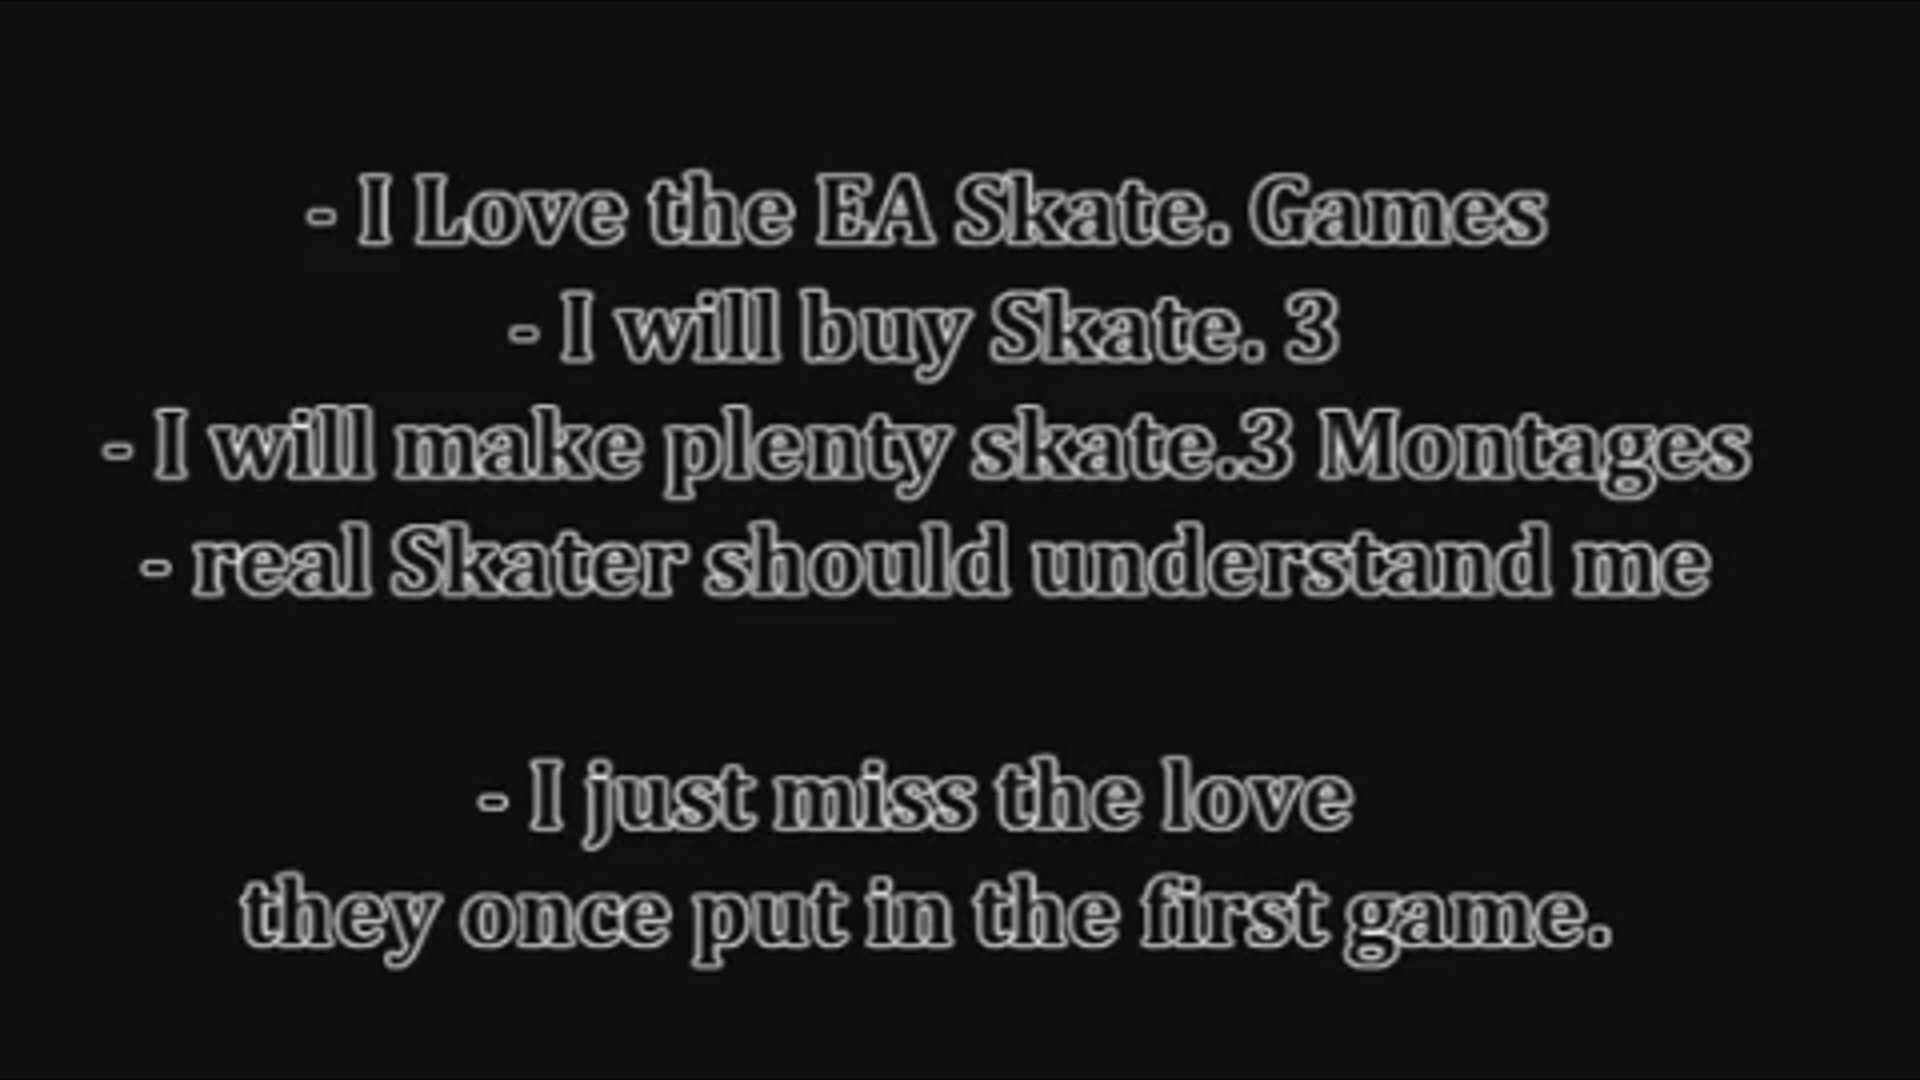 - I Love the EA Skate. Games
- I will buy Skate. 3
- I will make plenty skate.3 Montages
- real Skater should understand me
- I just miss the love
they once put in the first game.